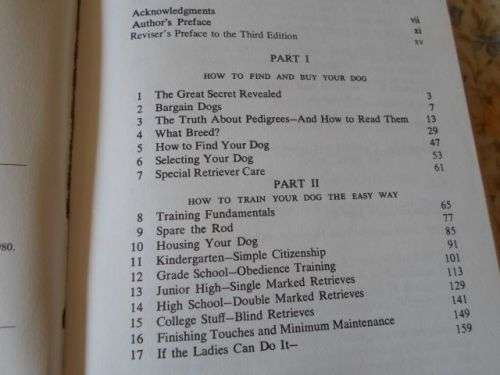 Acknowledgments vii
Author's Preface xi
Reviser's Preface to the Third Edition xv
PART I
HOW TO FIND AND BUY YOUR DOG
1 The Great Secret Revealed 3
2 Bargain Dogs 7
3 The Truth About Pedigrees—And How to Read Them 13
4 What Breed? 29
5 How to Find Your Dog 47
6 Selecting Your Dog 53
7 Special Retriever Care 61
PART II
HOW TO TRAIN YOUR DOG THE EASY WAY
8 Training Fundamentals 65
9 Spare the Rod 77
10 Housing Your Dog 85
11 Kindergarten—Simple Citizenship 91
12 Grade School—Obedience Training 101
13 Junior High—Single Marked Retrieves 113
14 High School—Double Marked Retrieves 129
15 College Stuff—Blind Retrieves 141
16 Finishing Touches and Minimum Maintenance 149
17 If the Ladies Can Do It— 159
980.